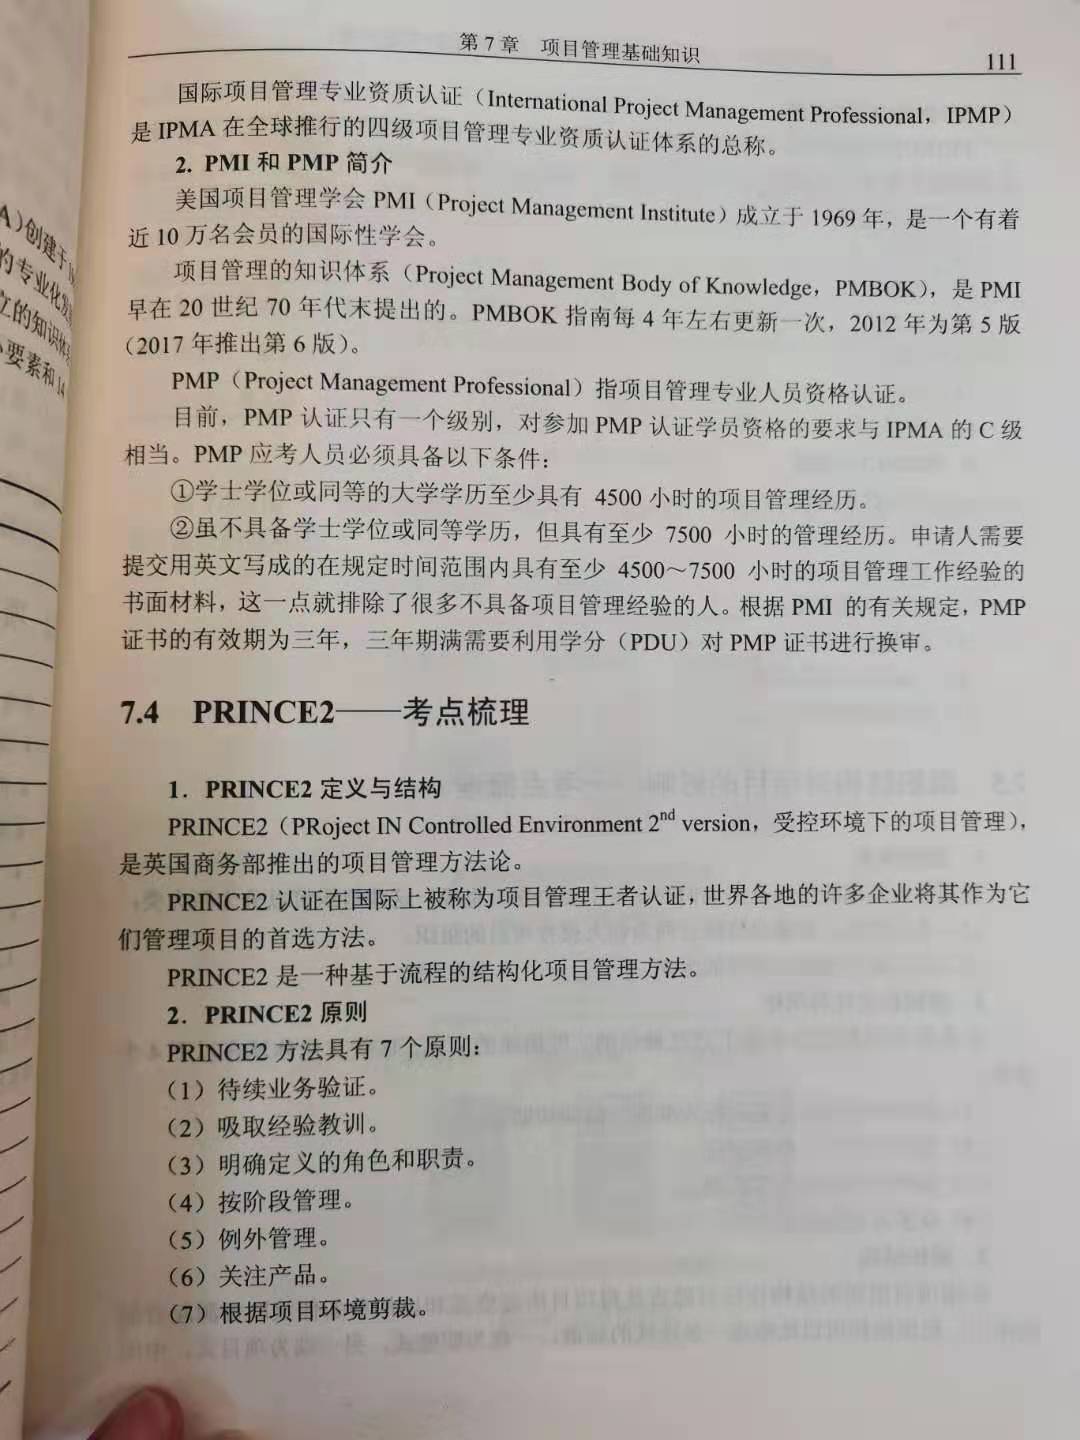 第 7 章　项目管理基础知识
111
国际项目管理专业资质认证（International Project Management Professional，IPMP）
是 IPMA 在全球推行的四级项目管理专业资质认证体系的总称。
2. PMI 和 PMP 简介
美国项目管理学会 PMI（Project Management Institute）成立于 1969 年，是一个有着
近 10 万名会员的国际性学会。
项目管理的知识体系（Project Management Body of Knowledge，PMBOK），是 PMI
早在 20 世纪 70 年代末提出的。PMBOK 指南每 4 年左右更新一次，2012 年为第 5 版
（2017 年推出第 6 版）。
PMP（Project Management Professional）指项目管理专业人员资格认证。
目前，PMP 认证只有一个级别，对参加 PMP 认证学员资格的要求与 IPMA 的 C 级
相当。PMP 应考人员必须具备以下条件：
①学士学位或同等的大学学历至少具有 4500 小时的项目管理经历。
②虽不具备学士学位或同等学历，但具有至少 7500 小时的管理经历。申请人需要
提交用英文写成的在规定时间范围内具有至少 4500～7500 小时的项目管理工作经验的
书面材料，这一点就排除了很多不具备项目管理经验的人。根据 PMI 的有关规定，PMP
证书的有效期为三年，三年期满需要利用学分（PDU）对 PMP 证书进行换审。
7.4　PRINCE2——考点梳理
1．PRINCE2 定义与结构
PRINCE2（PRoject IN Controlled Environment 2nd version，受控环境下的项目管理），
是英国商务部推出的项目管理方法论。
PRINCE2 认证在国际上被称为项目管理王者认证，世界各地的许多企业将其作为它
们管理项目的首选方法。
PRINCE2 是一种基于流程的结构化项目管理方法。
2．PRINCE2 原则
PRINCE2 方法具有 7 个原则：
（1）待续业务验证。
（2）吸取经验教训。
（3）明确定义的角色和职责。
（4）按阶段管理。
（5）例外管理。
（6）关注产品。
（7）根据项目环境剪裁。
A）创建于
的专业化发
立的知识体
要素和 14